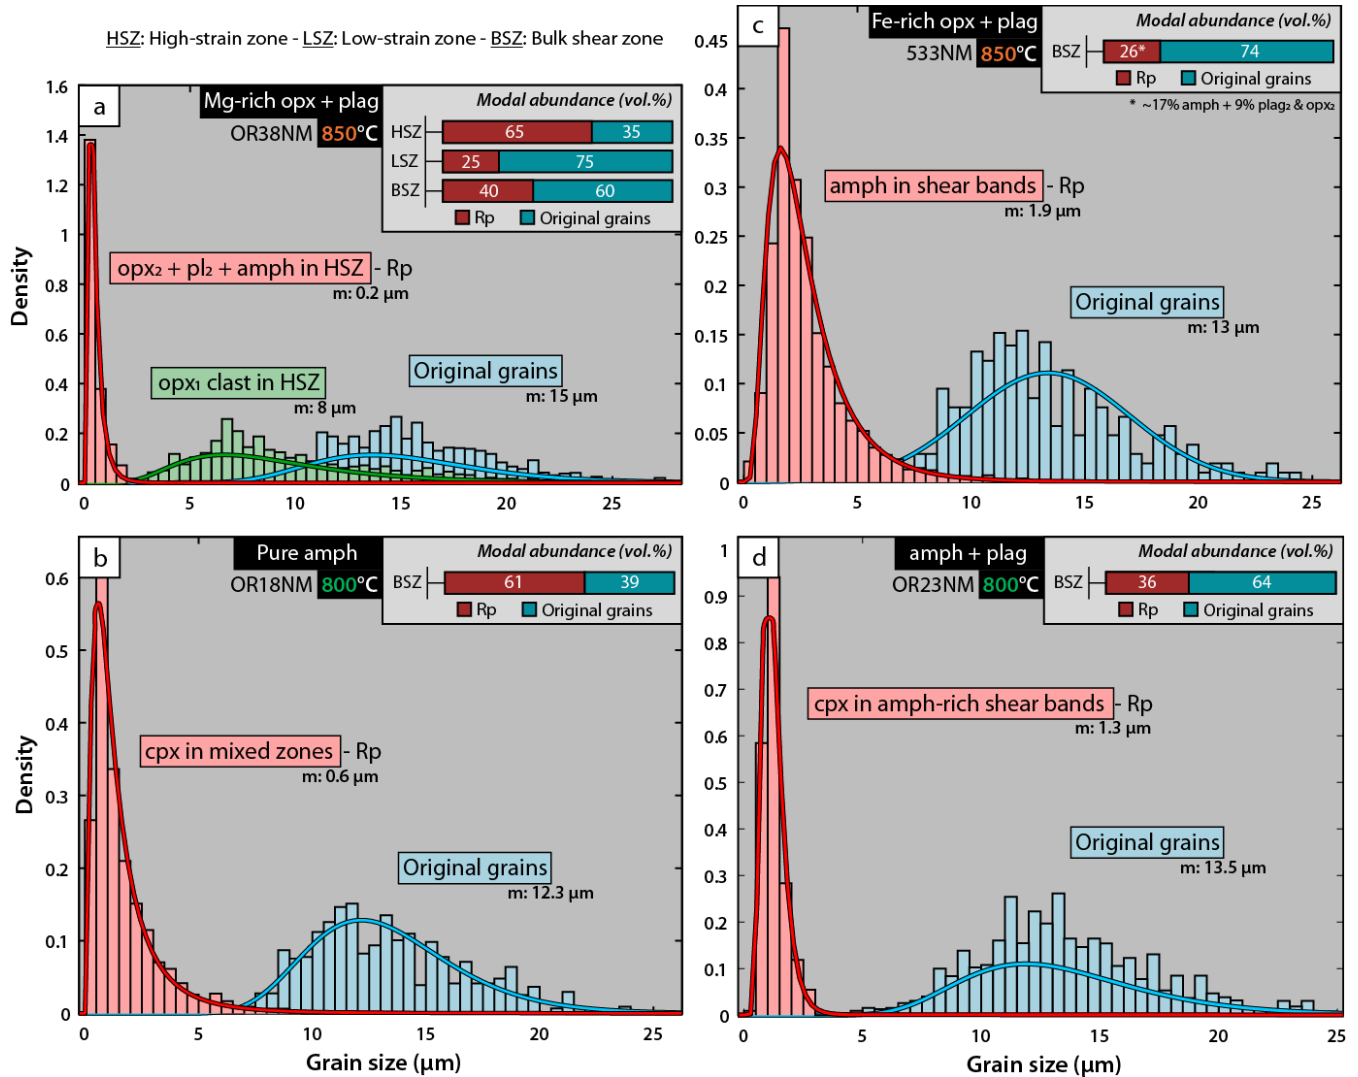 HSZ: High-strain zone - LSZ: Low-strain zone - BSZ: Bulk shear zone
a
Mg-rich opx + plag
OR38NM 850°C
Modal abundance (vol.%)
HSZ 65 35
LSZ 25 75
BSZ 40 60
Rp Original grains
opx₂ + pl₂ + amph in HSZ - Rp
m: 0.2 µm
opx₁ clast in HSZ
m: 8 µm
Original grains
m: 15 µm
Density
1.6
1.4
1.2
1
0.8
0.6
0.4
0.2
0
0 5 10 15 20 25
b
Pure amph
OR18NM 800°C
Modal abundance (vol.%)
BSZ 61 39
Rp Original grains
cpx in mixed zones - Rp
m: 0.6 µm
Original grains
m: 12.3 µm
Density
0.6
0.5
0.4
0.3
0.2
0.1
0
0 5 10 15 20 25
Grain size (µm)
c
Fe-rich opx + plag
533NM 850°C
Modal abundance (vol.%)
BSZ 26* 74
Rp Original grains
* ~17% amph + 9% plag₂ & opx₂
amph in shear bands - Rp
m: 1.9 µm
Original grains
m: 13 µm
0.45
0.4
0.35
0.3
0.25
0.2
0.15
0.1
0.05
0
0 5 10 15 20 25
d
amph + plag
OR23NM 800°C
Modal abundance (vol.%)
BSZ 36 64
Rp Original grains
cpx in amph-rich shear bands - Rp
m: 1.3 µm
Original grains
m: 13.5 µm
1
0.9
0.8
0.7
0.6
0.5
0.4
0.3
0.2
0.1
0
0 5 10 15 20 25
Grain size (µm)